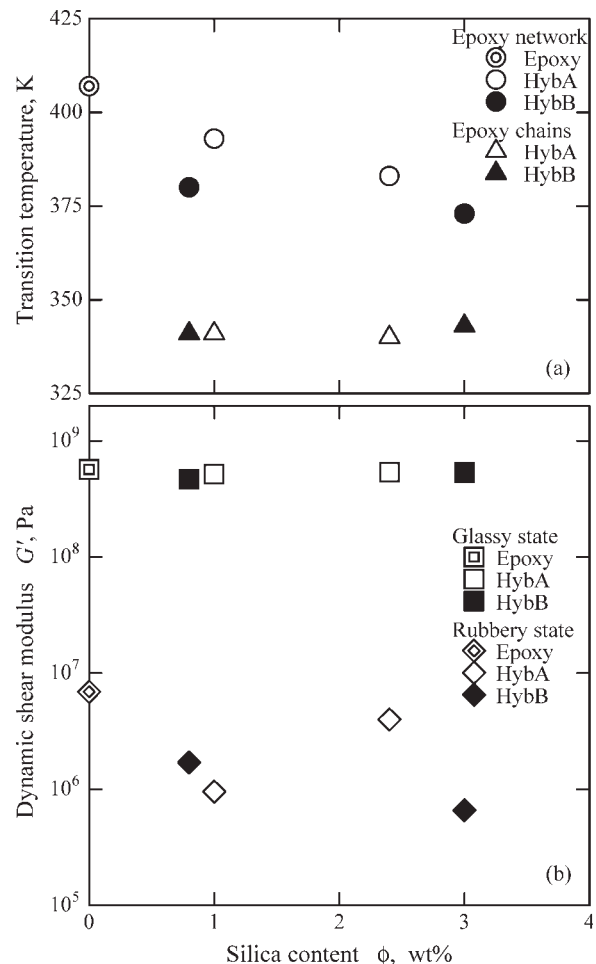 425
400
375
350
325
Transition temperature, K
Epoxy network
Epoxy
HybA
HybB
Epoxy chains
HybA
HybB
(a)
10⁹
10⁸
10⁷
10⁶
10⁵
Dynamic shear modulus G′, Pa
Glassy state
Epoxy
HybA
HybB
Rubbery state
Epoxy
HybA
HybB
(b)
0 1 2 3 4
Silica content ϕ, wt%